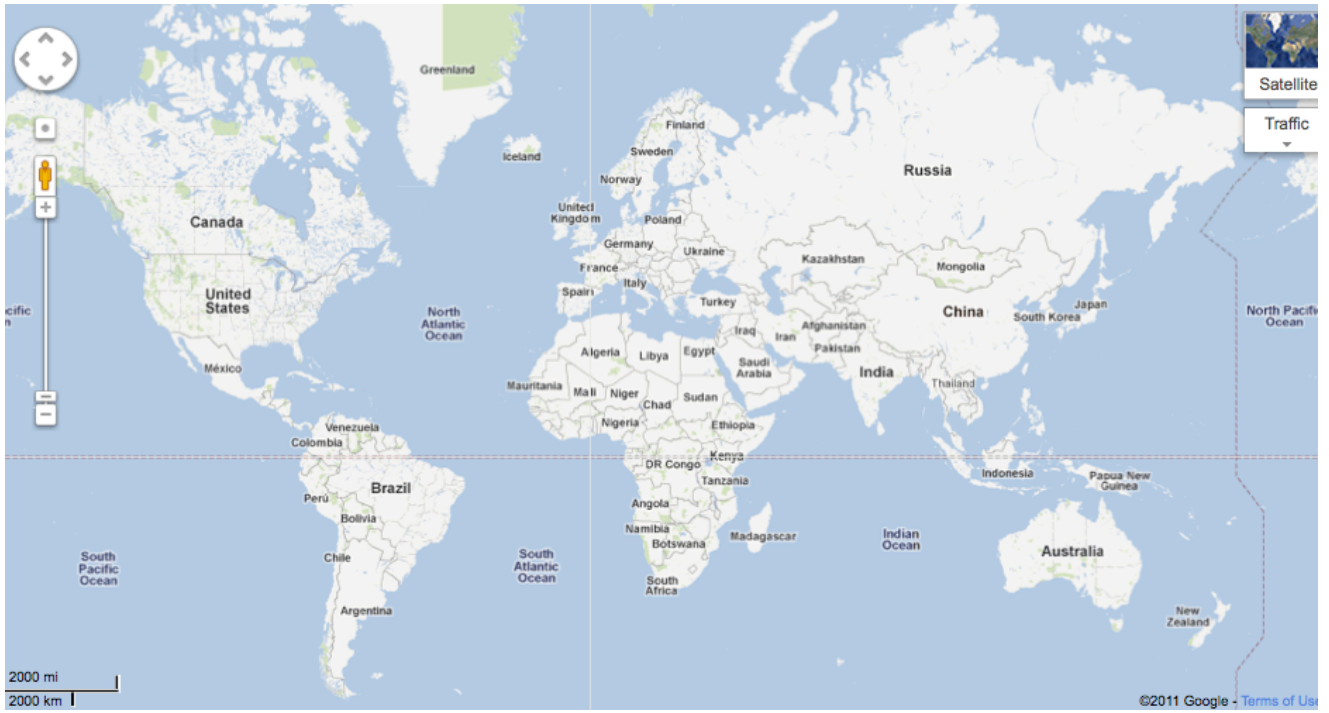 Greenland
Satellite
Traffic
Iceland
Finland
Sweden
Norway
Russia
Canada
United
Kingdom
Poland
Germany
Ukraine
France
Kazakhstan
Mongolia
Italy
Spain
United
States
North
Atlantic
Ocean
Turkey
China
Japan
South Korea
North Pacific
Ocean
Iraq
Iran
Afghanistan
Pakistan
México
Algeria
Libya
Egypt
Saudi
Arabia
India
Thailand
Mauritania
Mali
Niger
Chad
Sudan
Nigeria
Ethiopia
Venezuela
Colombia
DR Congo
Kenya
Tanzania
Indonesia
Papua New
Guinea
Perú
Brazil
Bolivia
Angola
Namibia
Botswana
Madagascar
Indian
Ocean
Australia
South
Pacific
Ocean
Chile
South
Atlantic
Ocean
South
Africa
Argentina
New
Zealand
2000 mi
2000 km
©2011 Google - Terms of Use